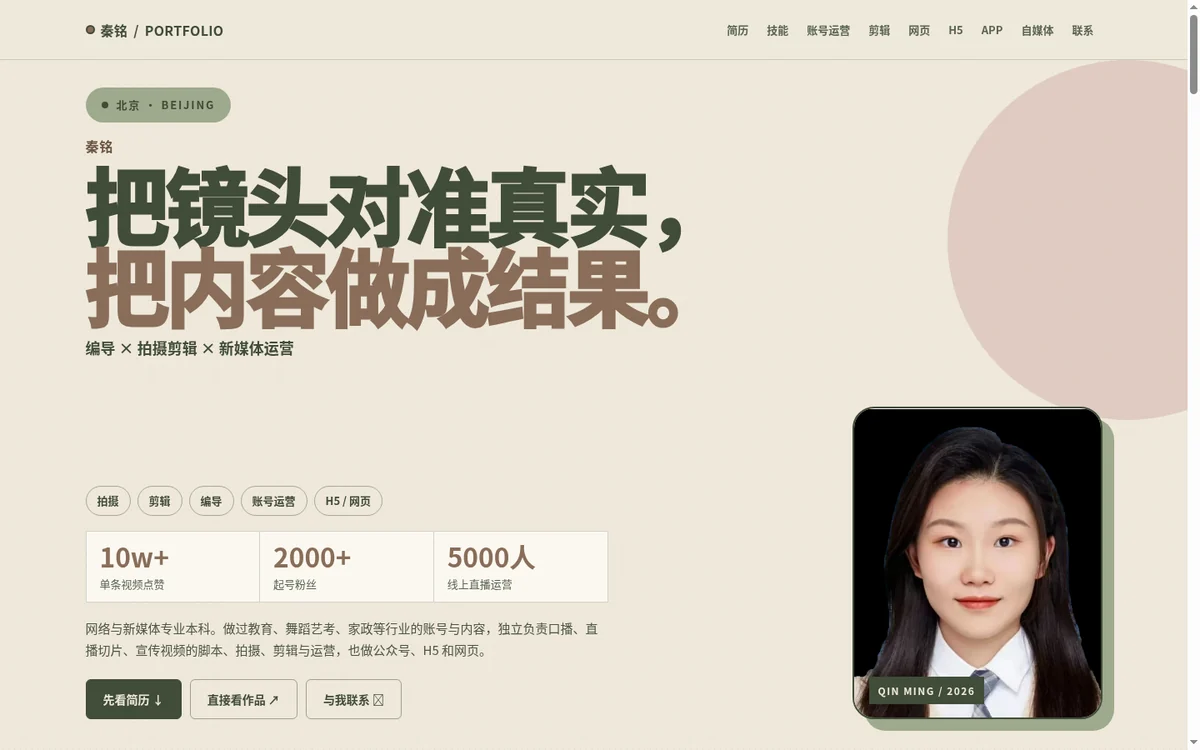 秦铭 / PORTFOLIO
简历 技能 账号运营 剪辑 网页 H5 APP 自媒体 联系
北京 · BEIJING
秦铭
把镜头对准真实，
把内容做成结果。
编导 × 拍摄剪辑 × 新媒体运营
拍摄 剪辑 编导 账号运营 H5 / 网页
10w+ 2000+ 5000人
单条视频点赞 起号粉丝 线上直播运营
网络与新媒体专业本科。做过教育、舞蹈艺考、家政等行业的账号与内容，独立负责口播、直
播切片、宣传视频的脚本、拍摄、剪辑与运营，也做公众号、H5 和网页。
先看简历 ↓ 直接看作品 ↗ 与我联系
QIN MING / 2026